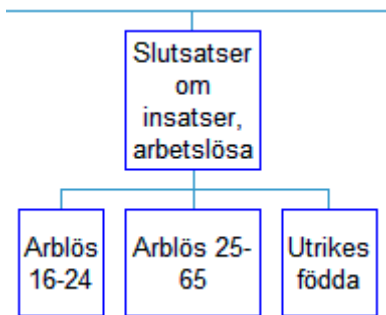 Slutsatser
om
insatser,
arbetslösa
Arblös
16-24
Arblös 25-
65
Utrikes
födda